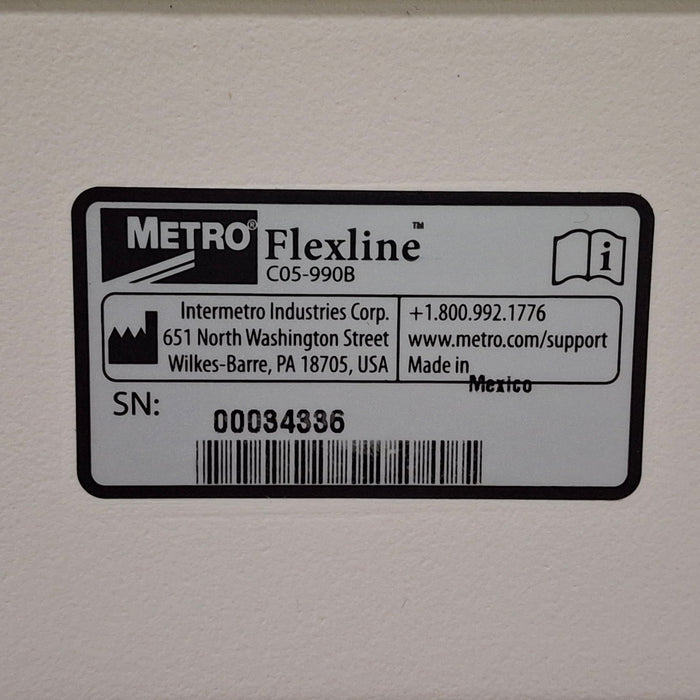 METRO® Flexline™
C05-990B
i
Intermetro Industries Corp.
651 North Washington Street
Wilkes-Barre, PA 18705, USA
+1.800.992.1776
www.metro.com/support
Made in Mexico
SN: 00034336